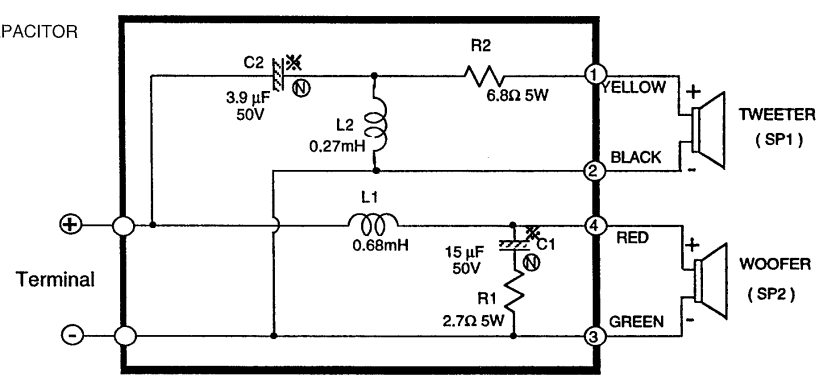 PACITOR
C2 ※
N
3.9 µF
50V
R2
6.8Ω 5W
L2
0.27mH
1
YELLOW
+
TWEETER
( SP1 )
BLACK
2
-
L1
0.68mH
+
Terminal
-
15 µF
50V
※
C1
N
R1
2.7Ω 5W
4
RED
+
WOOFER
( SP2 )
GREEN
3
-